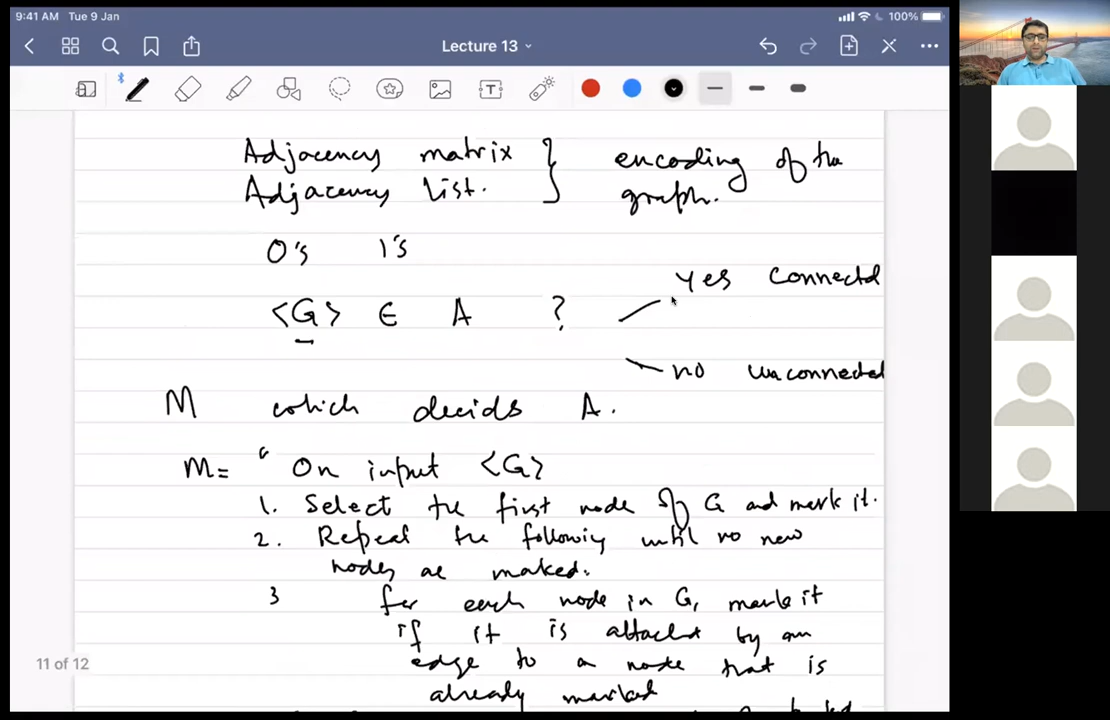 9:41 AM Tue 9 Jan
100%
Lecture 13
T
Adjacency matrix } encoding of the
Adjacency list. graph.
0's 1's
yes connectd
<G> ∈ A ?
no unconnected
M which decids A.
M= " On input <G>
1. Select the first node of G and mark it.
2. Repeat the following until no new
nodes are marked.
3 for each node in G, mark it
if it is attached by an
edge to a node that is
already marked
11 of 12